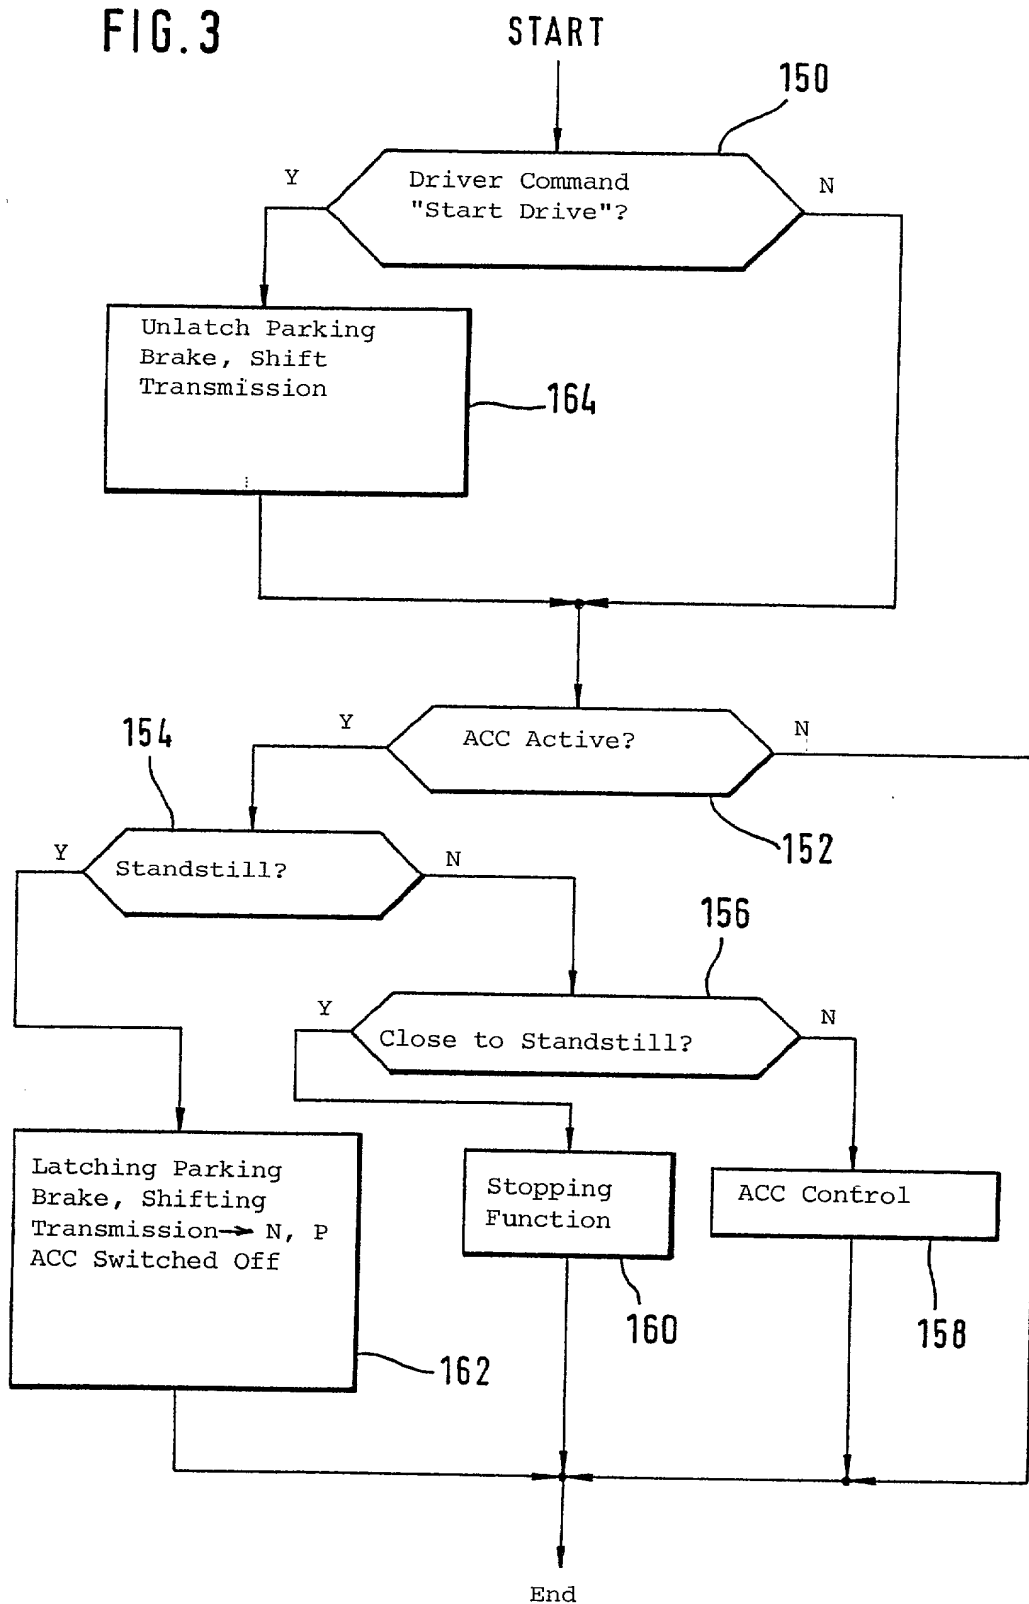 FIG. 3
START
150
Y
Driver Command
"Start Drive"?
N
Unlatch Parking
Brake, Shift
Transmission
164
154
Y
ACC Active?
N
152
Y
Standstill?
N
156
Y
Close to Standstill?
N
Latching Parking
Brake, Shifting
Transmission→ N, P
ACC Switched Off
Stopping
Function
ACC Control
160
158
162
End